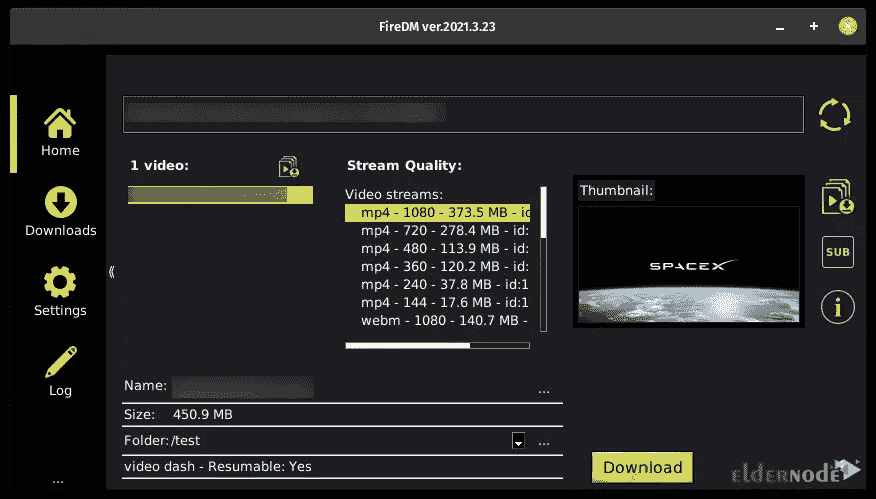 FireDM ver.2021.3.23
Home
Downloads
Settings
Log
...
1 video:
Stream Quality:
Video streams:
mp4 - 1080 - 373.5 MB - id
mp4 - 720 - 278.4 MB - id:
mp4 - 480 - 113.9 MB - id:
mp4 - 360 - 120.2 MB - id:
mp4 - 240 - 37.8 MB - id:1
mp4 - 144 - 17.6 MB - id:1
webm - 1080 - 140.7 MB -
Thumbnail:
SPACEX
SUB
i
Name:
...
Size: 450.9 MB
Folder: /test
...
video dash - Resumable: Yes
Download
eldernode